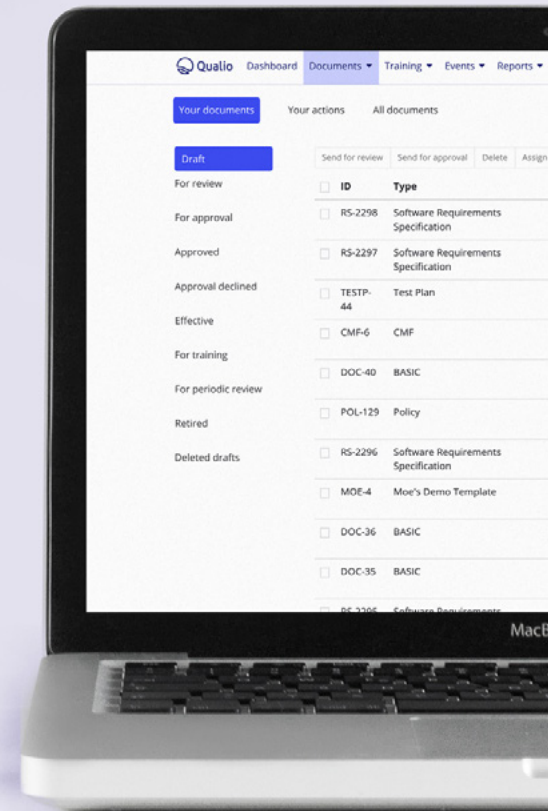 Qualio Dashboard Documents Training Events Reports
Your documents Your actions All documents
Draft
For review
For approval
Approved
Approval declined
Effective
For training
For periodic review
Retired
Deleted drafts
Send for review Send for approval Delete Assign
ID Type
RS-2298 Software Requirements
Specification
RS-2297 Software Requirements
Specification
TESTP- Test Plan
44
CMF-6 CMF
DOC-40 BASIC
POL-129 Policy
RS-2296 Software Requirements
Specification
MOE-4 Moe's Demo Template
DOC-36 BASIC
DOC-35 BASIC
RS-2295 Software Requirements
MacB